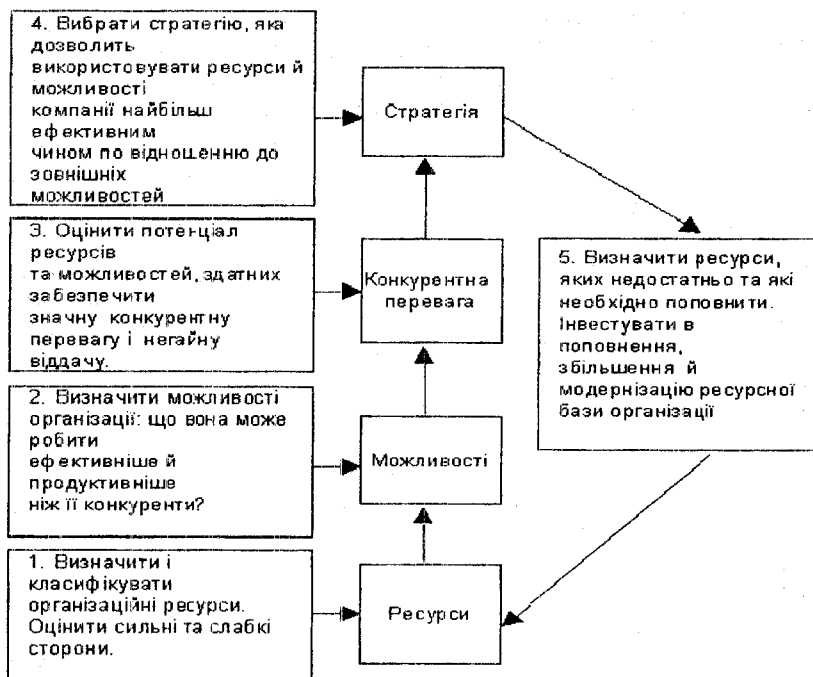 4. Вибрати стратегію, яка
дозволить
використовувати ресурси й
можливості
компанії найбільш
ефективним
чином по відношенню до
зовнішніх
можливостей
Стратегія
3. Оцінити потенціал
ресурсів
та можливостей, здатних
забезпечити
значну конкурентну
перевагу і негайну
віддачу.
Конкурентна
перевага
5. Визначити ресурси,
яких недостатньо та які
необхідно поповнити.
Інвестувати в
поповнення,
збільшення й
модернізацію ресурсної
бази організації
2. Визначити можливості
організації: що вона може
робити
ефективніше й
продуктивніше
ніж її конкуренти?
Можливості
1. Визначити і
класифікувати
організаційні ресурси.
Оцінити сильні та слабкі
сторони.
Ресурси